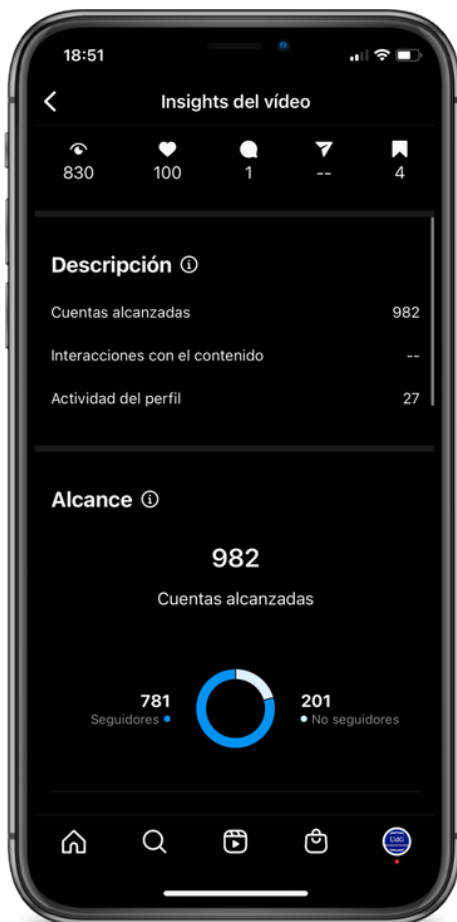 18:51
Insights del vídeo
830 100 1 -- 4
Descripción
Cuentas alcanzadas 982
Interacciones con el contenido --
Actividad del perfil 27
Alcance
982
Cuentas alcanzadas
781 201
Seguidores No seguidores
UdG